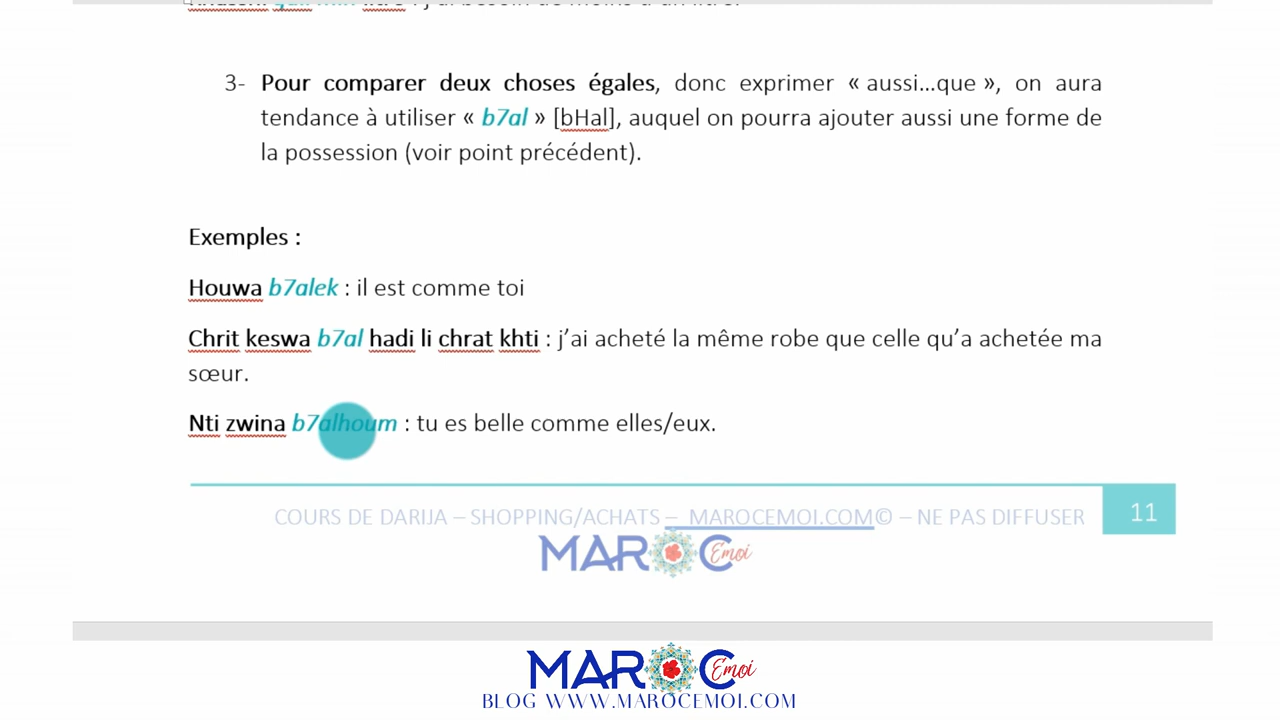 3- Pour comparer deux choses égales, donc exprimer « aussi...que », on aura
tendance à utiliser « b7al » [bHal], auquel on pourra ajouter aussi une forme de
la possession (voir point précédent).
Exemples :
Houwa b7alek : il est comme toi
Chrit keswa b7al hadi li chrat khti : j’ai acheté la même robe que celle qu’a achetée ma
sœur.
Nti zwina b7alhoum : tu es belle comme elles/eux.
COURS DE DARIJA – SHOPPING/ACHATS – MAROCEMOI.COM© – NE PAS DIFFUSER
11
MAROC Emoi
MAROC Emoi
BLOG WWW.MAROCEMOI.COM